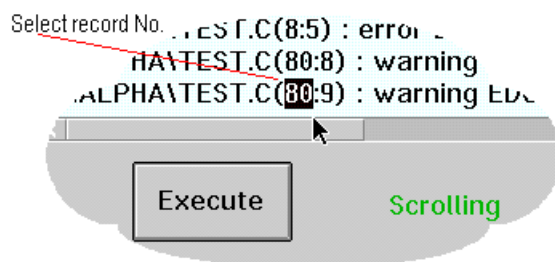 Select record No.
TEST.C(8:5) : error
HA\TEST.C(80:8) : warning
ALPHA\TEST.C(80:9) : warning
Execute
Scrolling